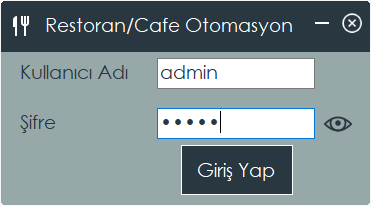 Restoran/Cafe Otomasyon
Kullanıcı Adı admin
Şifre •••••
Giriş Yap